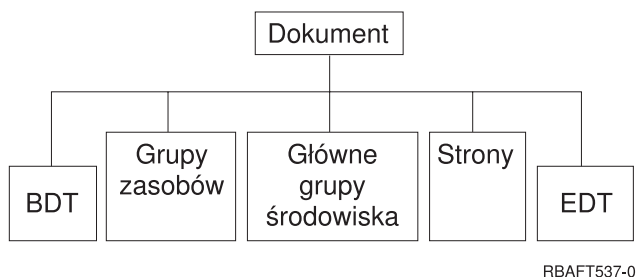 Dokument
BDT
Grupy
zasobów
Główne
grupy
środowiska
Strony
EDT
RBAFT537-0